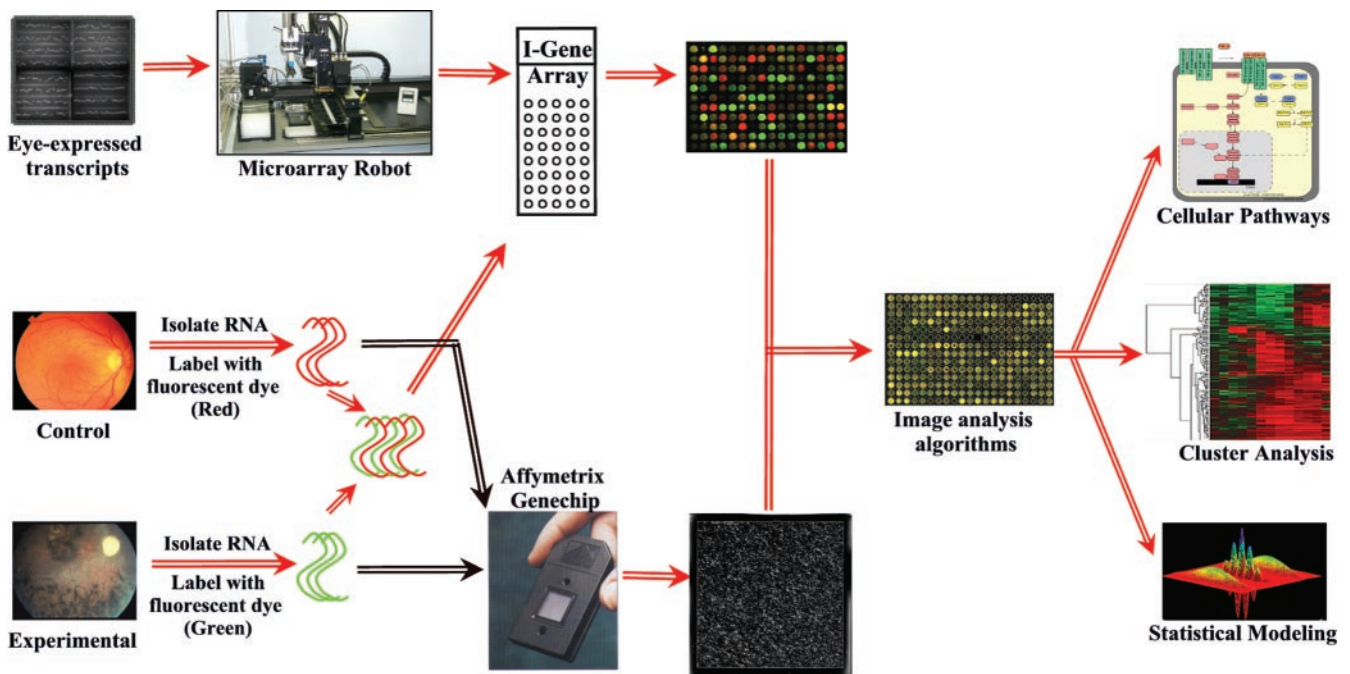 I-Gene
Array
Eye-expressed
transcripts
Microarray Robot
Cellular Pathways
Isolate RNA
Label with
fluorescent dye
(Red)
Control
Image analysis
algorithms
Cluster Analysis
Affymetrix
Genechip
Isolate RNA
Label with
fluorescent dye
(Green)
Experimental
Statistical Modeling